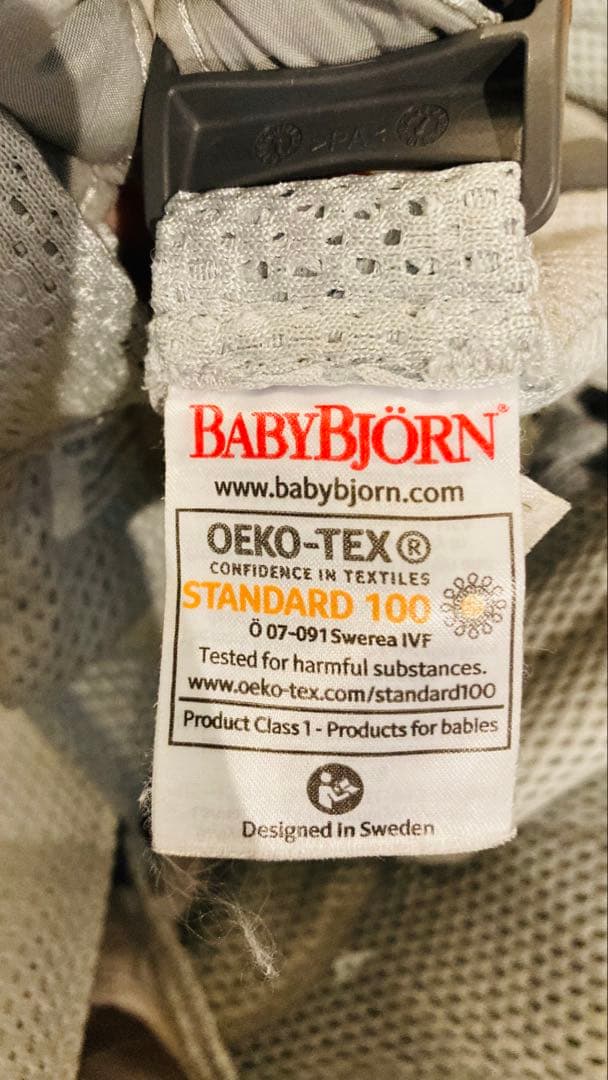 >PA<
BABYBJÖRN®
www.babybjorn.com
OEKO-TEX®
CONFIDENCE IN TEXTILES
STANDARD 100
Ö 07-091 Swerea IVF
Tested for harmful substances.
www.oeko-tex.com/standard100
Product Class 1 - Products for babies
Designed in Sweden